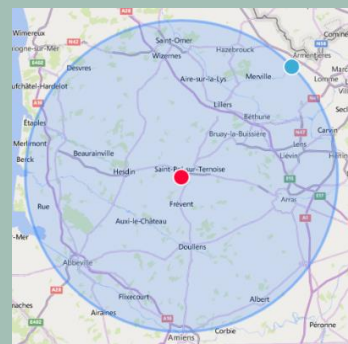 Wimereux
Saint-Omer
Hazebrouck
Armentières
Wizernes
Desvres
Aire-sur-la-Lys
Merville
Lomme
Lillers
Étaples
Béthune
Bruay-la-Buissière
Carvin
Lens
Merlimont
Beaurainville
Liévin
Berck
Hesdin
Saint-Pol-sur-Ternoise
Rue
Frévent
Arras
Auxi-le-Château
Doullens
Abbeville
Flixecourt
Albert
Airaines
Corbie
Péronne
Amiens